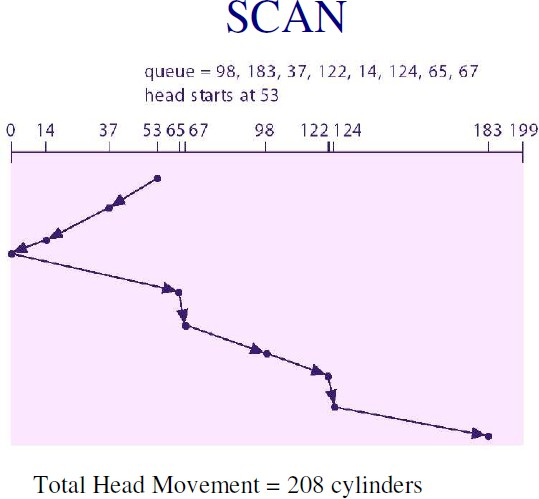 SCAN
queue = 98, 183, 37, 122, 14, 124, 65, 67
head starts at 53
0 14 37 53 65 67 98 122 124 183 199
Total Head Movement = 208 cylinders